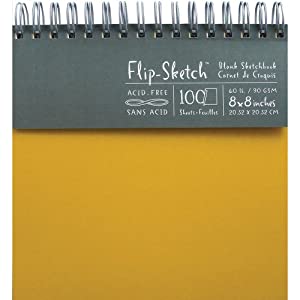 Flip-Sketch™
Blank Sketchbook
Carnet de Croquis
ACID-FREE
SANS ACID
100
Sheets-Feuilles
60 lb. / 90 GSM
8x8 inches
20.32 x 20.32 CM